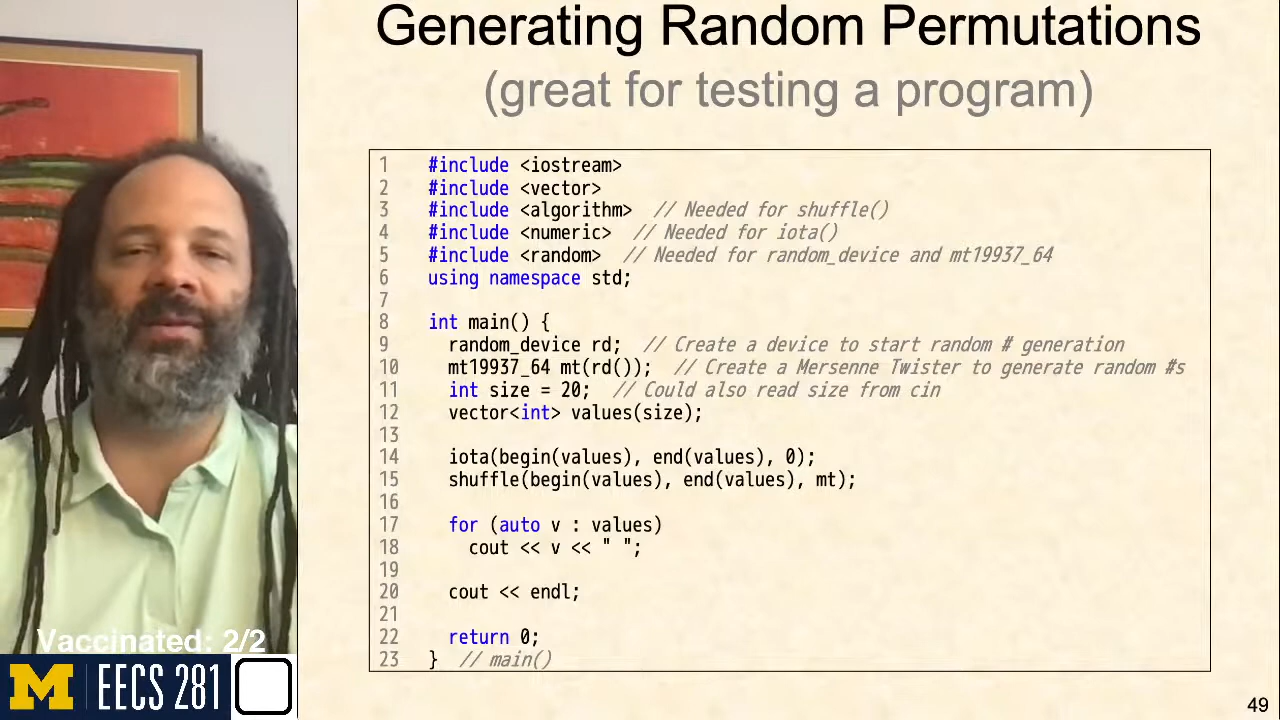 Generating Random Permutations
(great for testing a program)
1 #include <iostream>
2 #include <vector>
3 #include <algorithm> // Needed for shuffle()
4 #include <numeric> // Needed for iota()
5 #include <random> // Needed for random_device and mt19937_64
6 using namespace std;
7
8 int main() {
9 random_device rd; // Create a device to start random # generation
10 mt19937_64 mt(rd()); // Create a Mersenne Twister to generate random #s
11 int size = 20; // Could also read size from cin
12 vector<int> values(size);
13
14 iota(begin(values), end(values), 0);
15 shuffle(begin(values), end(values), mt);
16
17 for (auto v : values)
18 cout << v << " ";
19
20 cout << endl;
21
22 return 0;
23 } // main()
Vaccinated: 2/2
M EECS 281
49